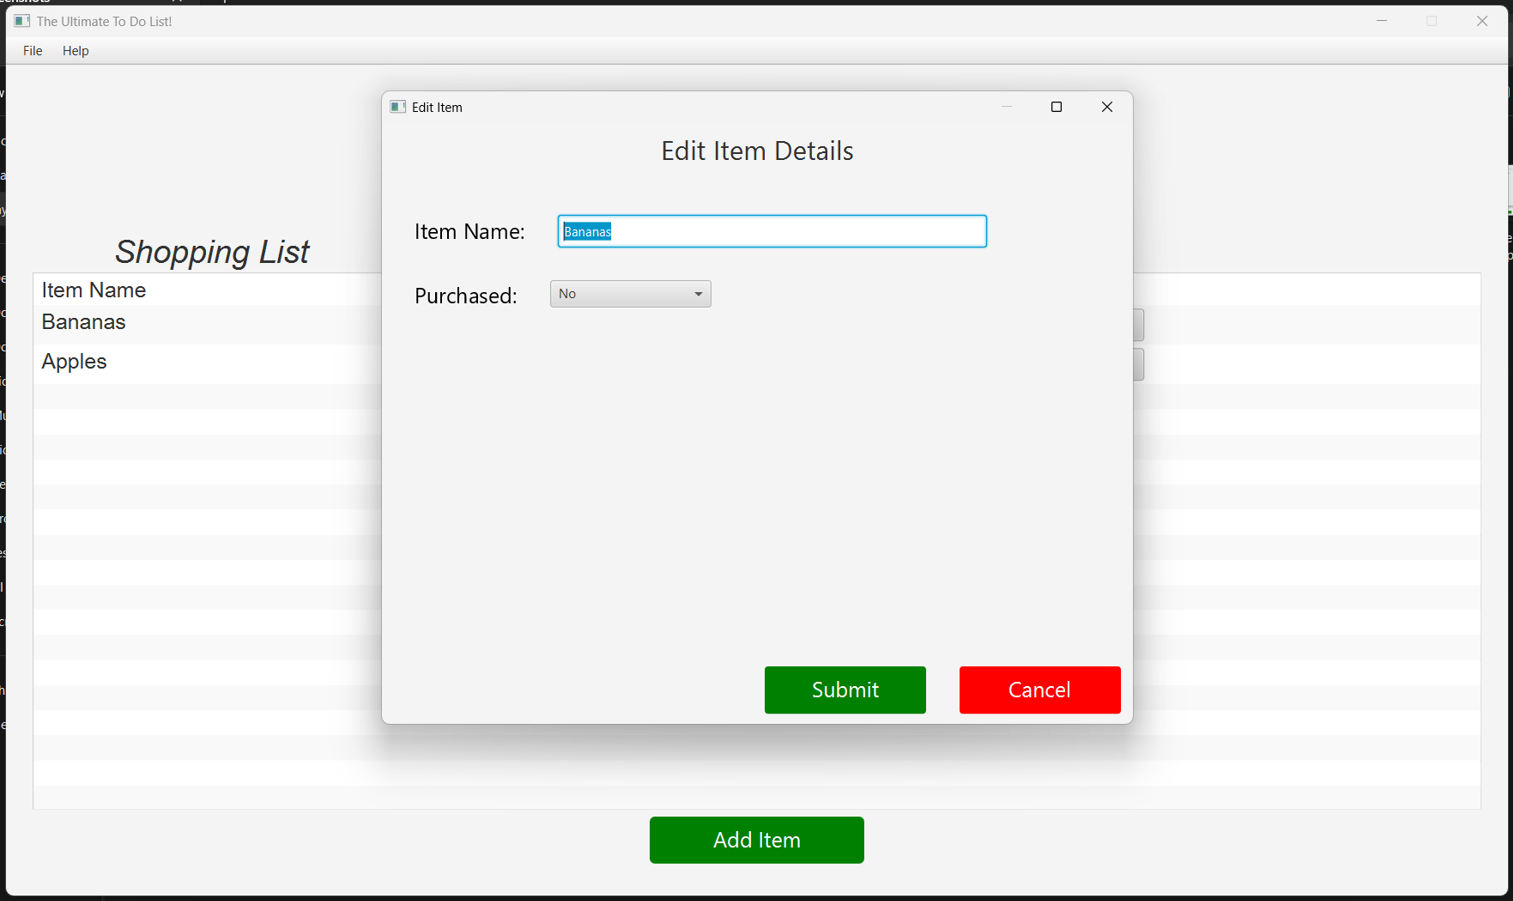 The Ultimate To Do List!
File Help
Edit Item
Edit Item Details
Item Name: Bananas
Purchased: No
Shopping List
Item Name
Bananas
Apples
Submit Cancel
Add Item